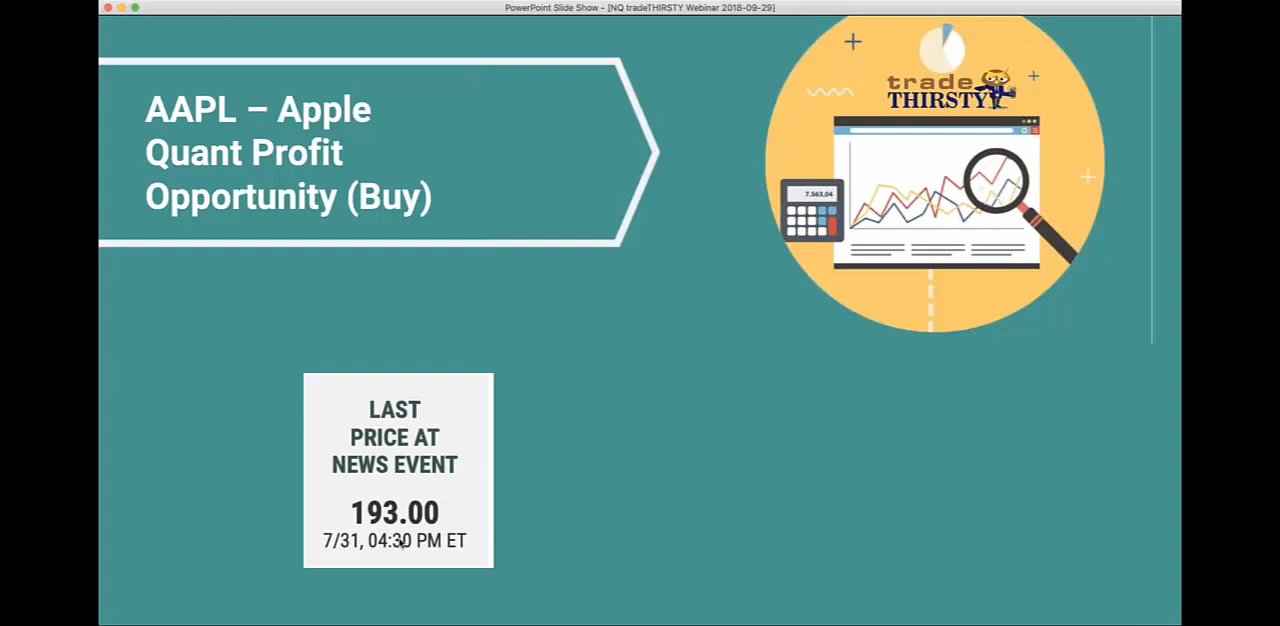 PowerPoint Slide Show - [NQ tradeTHIRSTY Webinar 2018-09-29]
AAPL – Apple
Quant Profit
Opportunity (Buy)
trade
THIRSTY
7.563,04
LAST
PRICE AT
NEWS EVENT
193.00
7/31, 04:30 PM ET